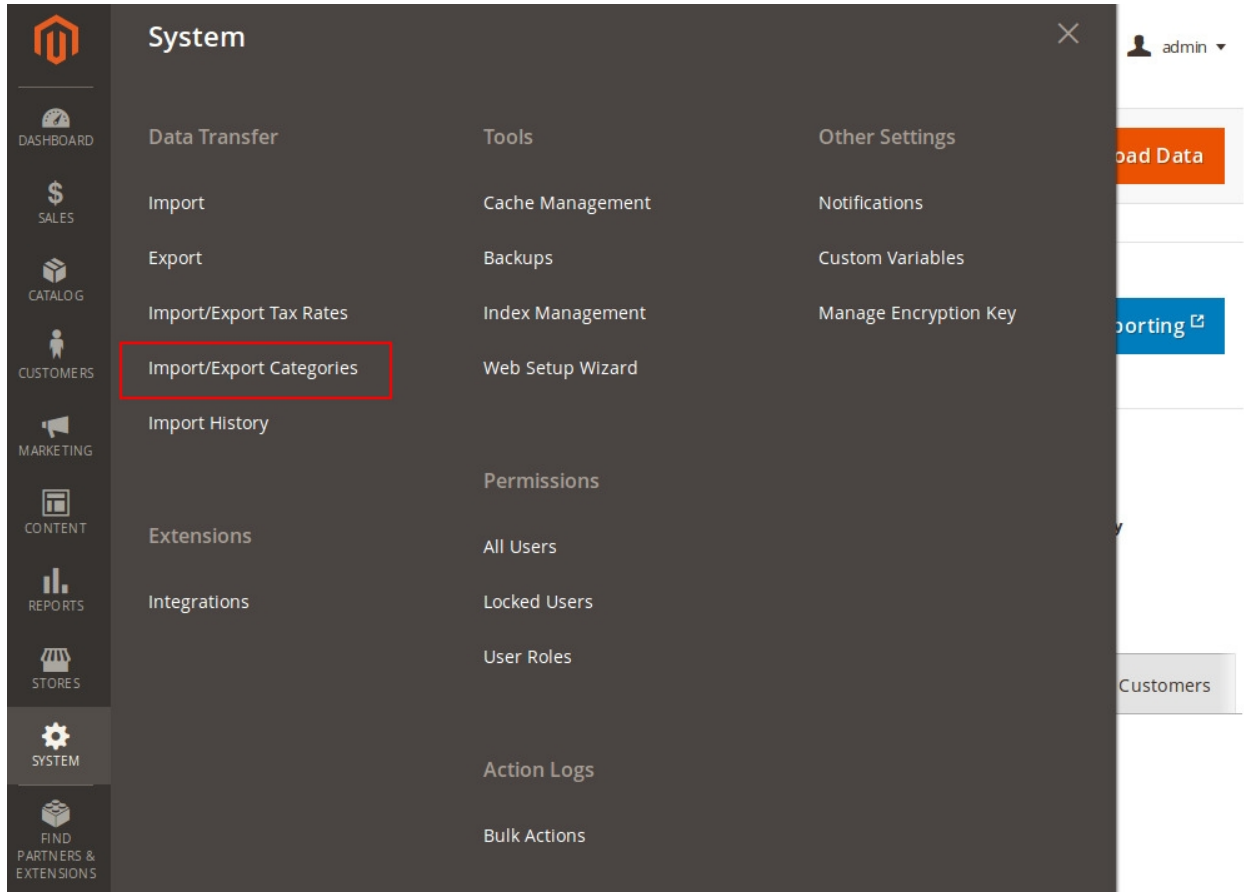 System
admin
DASHBOARD
SALES
CATALOG
CUSTOMERS
MARKETING
CONTENT
REPORTS
STORES
SYSTEM
FIND
PARTNERS &
EXTENSIONS
Data Transfer
Import
Export
Import/Export Tax Rates
Import/Export Categories
Import History
Extensions
Integrations
Tools
Cache Management
Backups
Index Management
Web Setup Wizard
Permissions
All Users
Locked Users
User Roles
Action Logs
Bulk Actions
Other Settings
Notifications
Custom Variables
Manage Encryption Key
oad Data
porting
y
Customers